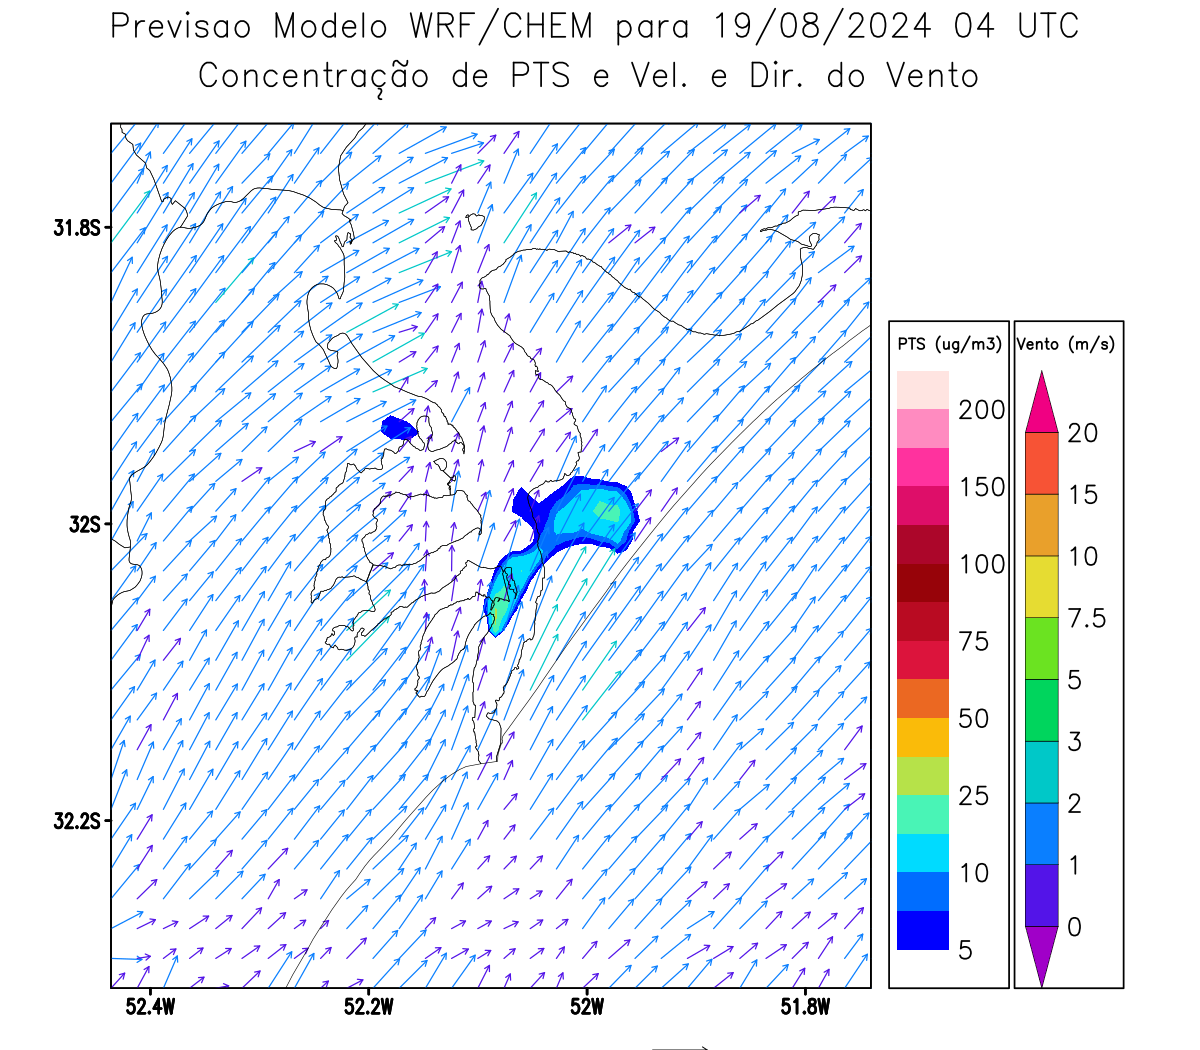 Previsao Modelo WRF/CHEM para 19/08/2024 04 UTC
Concentração de PTS e Vel. e Dir. do Vento
31.8S
32S
32.2S
52.4W 52.2W 52W 51.8W
PTS (ug/m3)
200
150
100
75
50
25
10
5
Vento (m/s)
20
15
10
7.5
5
3
2
1
0